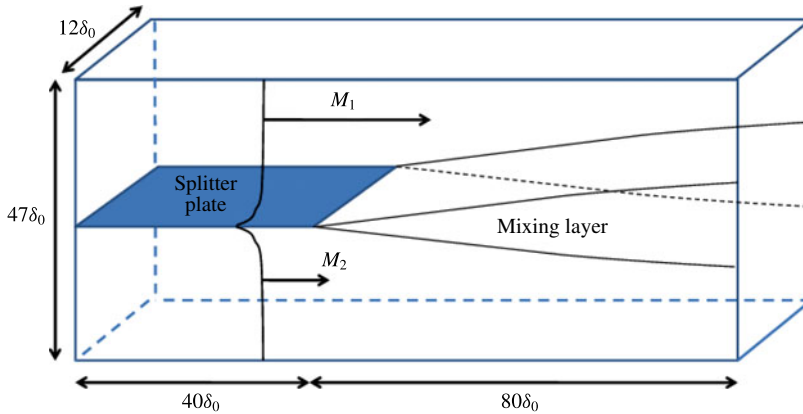 12δ₀
M₁
Splitter
plate
47δ₀
Mixing layer
M₂
40δ₀
80δ₀